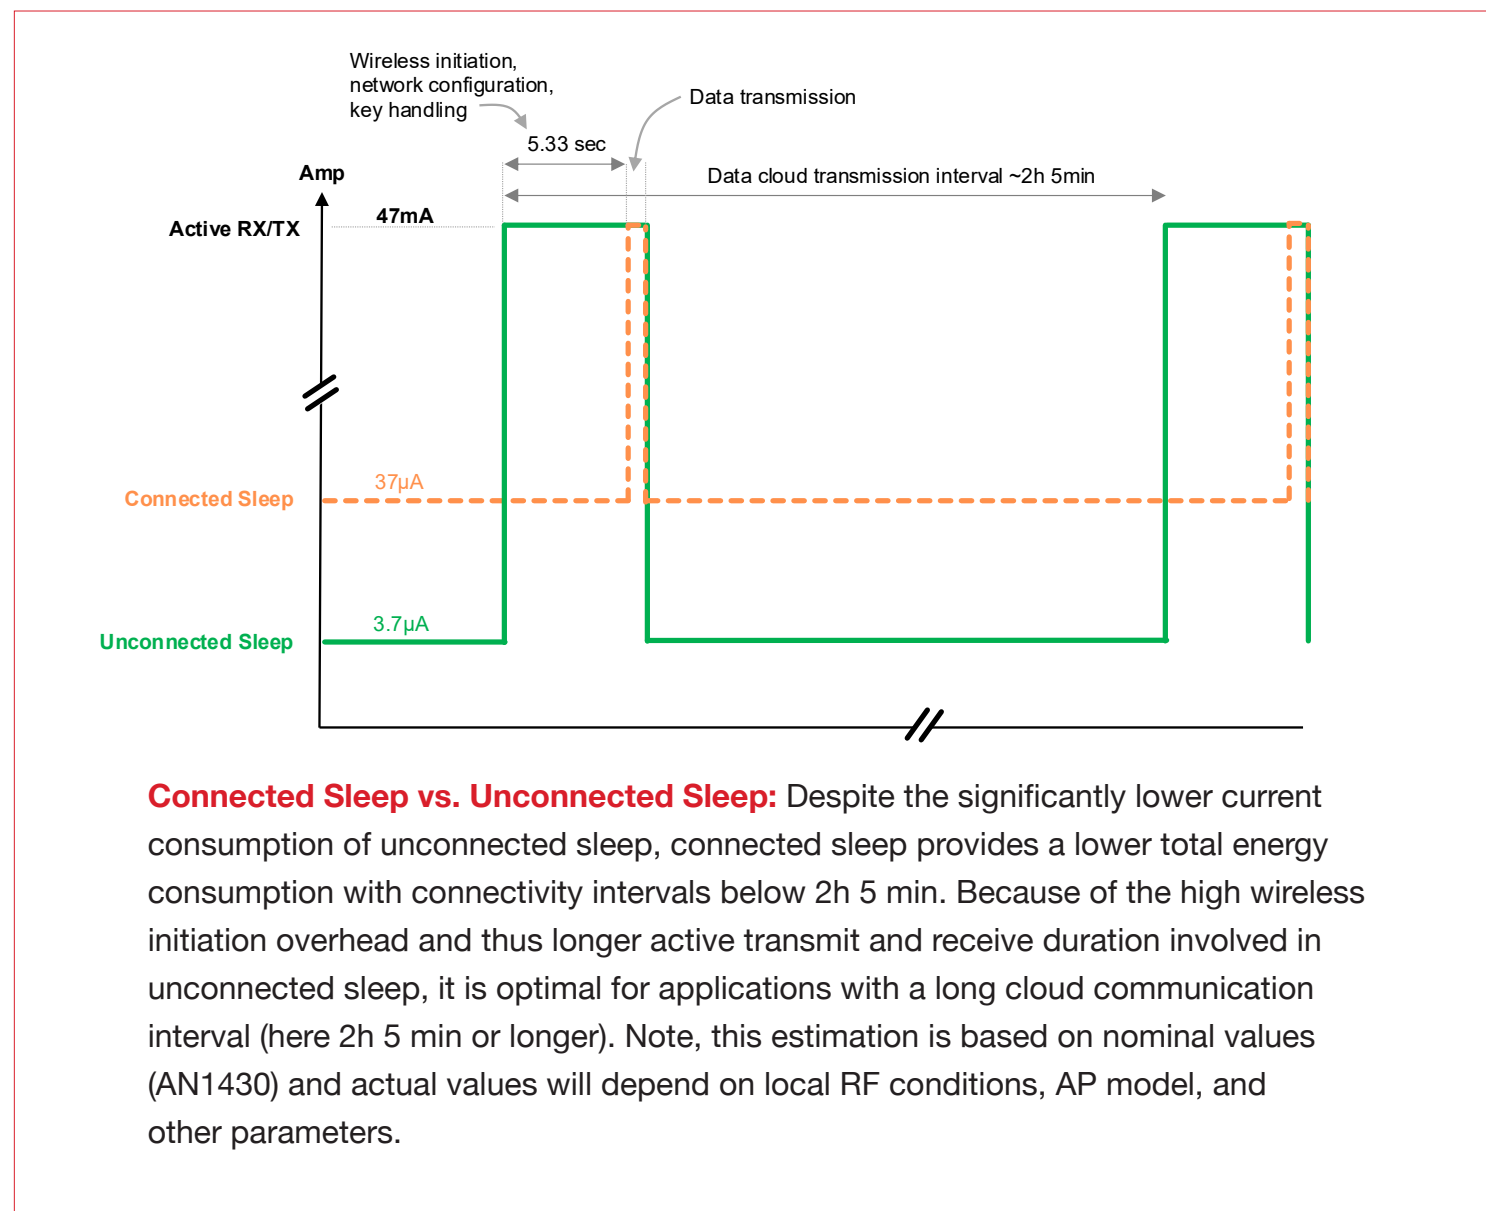 Wireless initiation,
network configuration,
key handling
Data transmission
5.33 sec
Amp
Data cloud transmission interval ~2h 5min
47mA
Active RX/TX
37µA
Connected Sleep
3.7µA
Unconnected Sleep
Connected Sleep vs. Unconnected Sleep: Despite the significantly lower current
consumption of unconnected sleep, connected sleep provides a lower total energy
consumption with connectivity intervals below 2h 5 min. Because of the high wireless
initiation overhead and thus longer active transmit and receive duration involved in
unconnected sleep, it is optimal for applications with a long cloud communication
interval (here 2h 5 min or longer). Note, this estimation is based on nominal values
(AN1430) and actual values will depend on local RF conditions, AP model, and
other parameters.